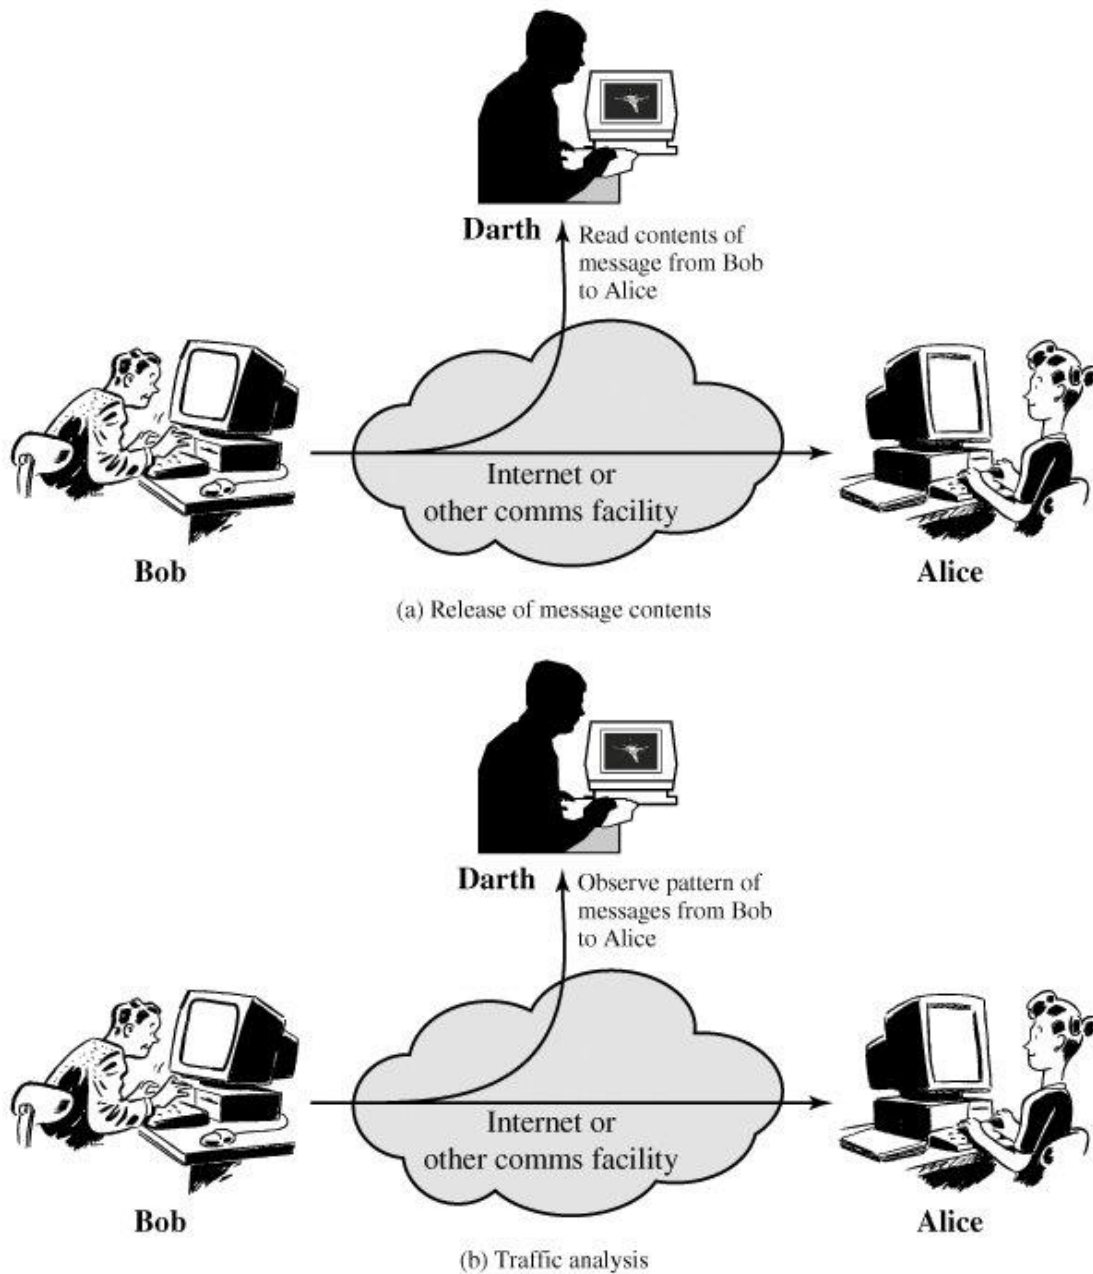 Darth
Read contents of
message from Bob
to Alice
Internet or
other comms facility
Bob
Alice
(a) Release of message contents
Darth
Observe pattern of
messages from Bob
to Alice
Internet or
other comms facility
Bob
Alice
(b) Traffic analysis